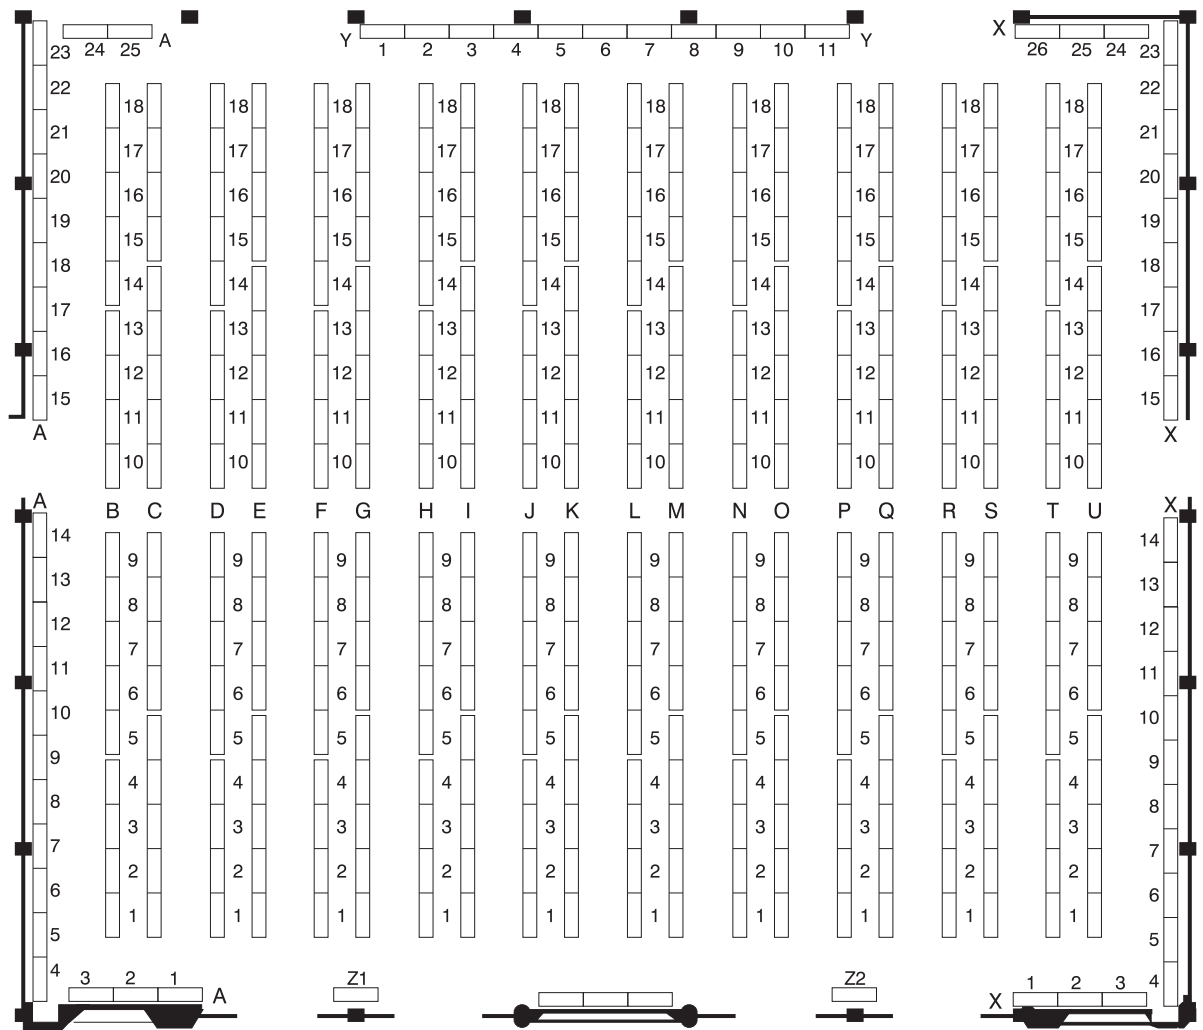 23 24 25 A Y 1 2 3 4 5 6 7 8 9 10 11 Y X 26 25 24 23
22 18 18 18 18 18 18 18 18 18 18 22
21 17 17 17 17 17 17 17 17 17 17 21
20 16 16 16 16 16 16 16 16 16 16 20
19 15 15 15 15 15 15 15 15 15 15 19
18 14 14 14 14 14 14 14 14 14 14 18
17 13 13 13 13 13 13 13 13 13 13 17
16 12 12 12 12 12 12 12 12 12 12 16
15 11 11 11 11 11 11 11 11 11 11 15
A X
10 10 10 10 10 10 10 10 10 10
A B C D E F G H I J K L M N O P Q R S T U X
14 9 9 9 9 9 9 9 9 9 9 14
13 8 8 8 8 8 8 8 8 8 8 13
12 7 7 7 7 7 7 7 7 7 7 12
11 6 6 6 6 6 6 6 6 6 6 11
10 5 5 5 5 5 5 5 5 5 5 10
9 4 4 4 4 4 4 4 4 4 4 9
8 3 3 3 3 3 3 3 3 3 3 8
7 2 2 2 2 2 2 2 2 2 2 7
6 1 1 1 1 1 1 1 1 1 1 6
5 5
4 3 2 1 A Z1 Z2 X 1 2 3 4